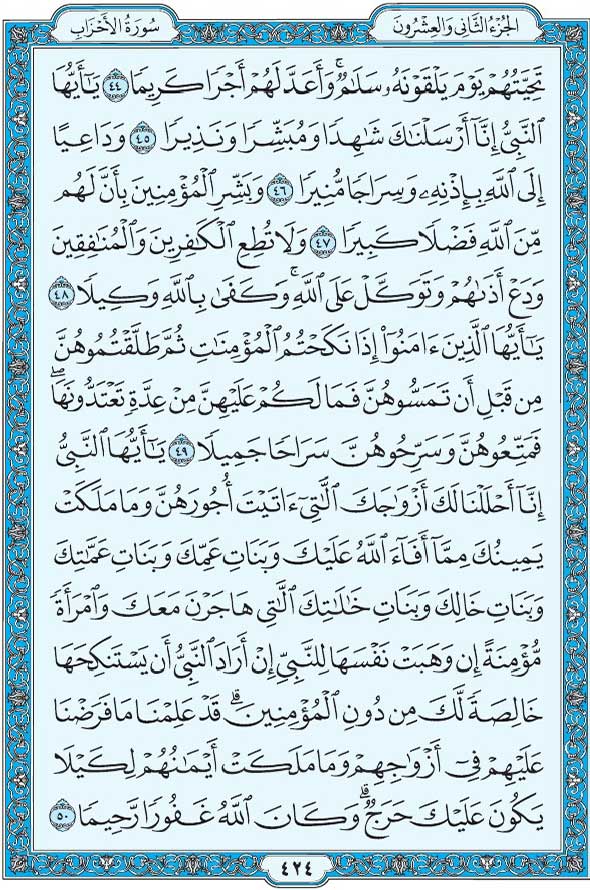 الجُزْءُ الثَّانِي وَالعِشْرُونَ
سُورَةُ الأَحْزَابِ
تَحِيَّتُهُمْ يَوْمَ يَلْقَوْنَهُۥ سَلَـٰمٌ ۚ وَأَعَدَّ لَهُمْ أَجْرًا كَرِيمًا ٤٤ يَـٰٓأَيُّهَا
ٱلنَّبِىُّ إِنَّآ أَرْسَلْنَـٰكَ شَـٰهِدًا وَمُبَشِّرًا وَنَذِيرًا ٤٥ وَدَاعِيًا
إِلَى ٱللَّهِ بِإِذْنِهِۦ وَسِرَاجًا مُّنِيرًا ٤٦ وَبَشِّرِ ٱلْمُؤْمِنِينَ بِأَنَّ لَهُم
مِّنَ ٱللَّهِ فَضْلًا كَبِيرًا ٤٧ وَلَا تُطِعِ ٱلْكَـٰفِرِينَ وَٱلْمُنَـٰفِقِينَ
وَدَعْ أَذَىٰهُمْ وَتَوَكَّلْ عَلَى ٱللَّهِ ۚ وَكَفَىٰ بِٱللَّهِ وَكِيلًا ٤٨
يَـٰٓأَيُّهَا ٱلَّذِينَ ءَامَنُوٓا۟ إِذَا نَكَحْتُمُ ٱلْمُؤْمِنَـٰتِ ثُمَّ طَلَّقْتُمُوهُنَّ
مِن قَبْلِ أَن تَمَسُّوهُنَّ فَمَا لَكُمْ عَلَيْهِنَّ مِنْ عِدَّةٍ تَعْتَدُّونَهَا ۖ
فَمَتِّعُوهُنَّ وَسَرِّحُوهُنَّ سَرَاحًا جَمِيلًا ٤٩ يَـٰٓأَيُّهَا ٱلنَّبِىُّ
إِنَّآ أَحْلَلْنَا لَكَ أَزْوَٰجَكَ ٱلَّـٰتِىٓ ءَاتَيْتَ أُجُورَهُنَّ وَمَا مَلَكَتْ
يَمِينُكَ مِمَّآ أَفَآءَ ٱللَّهُ عَلَيْكَ وَبَنَاتِ عَمِّكَ وَبَنَاتِ عَمَّـٰتِكَ
وَبَنَاتِ خَالِكَ وَبَنَاتِ خَـٰلَـٰتِكَ ٱلَّـٰتِى هَاجَرْنَ مَعَكَ وَٱمْرَأَةً
مُّؤْمِنَةً إِن وَهَبَتْ نَفْسَهَا لِلنَّبِىِّ إِنْ أَرَادَ ٱلنَّبِىُّ أَن يَسْتَنكِحَهَا
خَالِصَةً لَّكَ مِن دُونِ ٱلْمُؤْمِنِينَ ۗ قَدْ عَلِمْنَا مَا فَرَضْنَا
عَلَيْهِمْ فِىٓ أَزْوَٰجِهِمْ وَمَا مَلَكَتْ أَيْمَـٰنُهُمْ لِكَيْلَا
يَكُونَ عَلَيْكَ حَرَجٌ ۗ وَكَانَ ٱللَّهُ غَفُورًا رَّحِيمًا ٥٠
٤٢٤